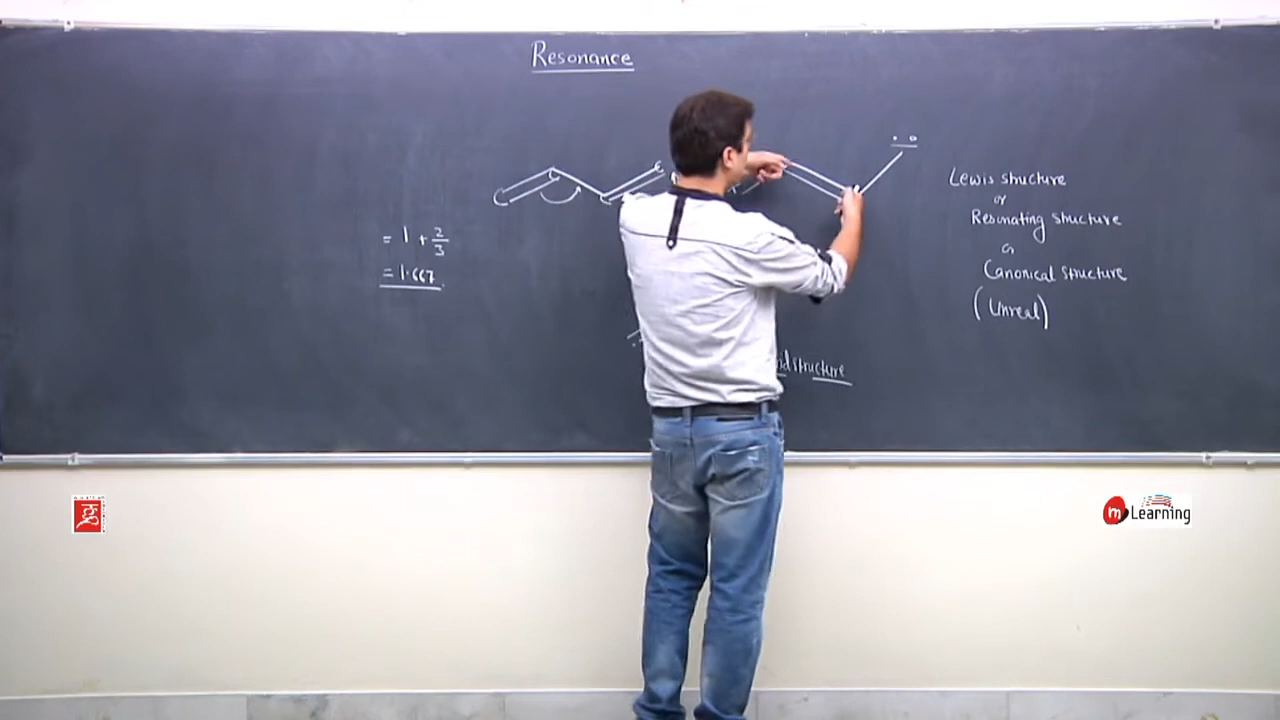 Resonance
= 1 + 2/3
= 1.667
Lewis structure
or
Resonating structure
or
Canonical structure
(Unreal)
structure
m Learning